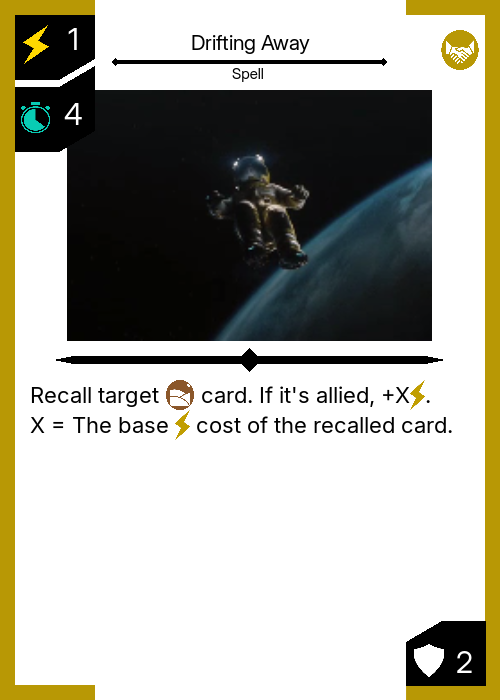 1
Drifting Away
Spell
4
Recall target card. If it's allied, +X.
X = The base cost of the recalled card.
2